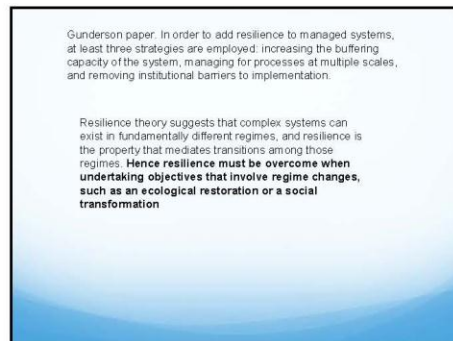 Gunderson paper. In order to add resilience to managed systems,
at least three strategies are employed: increasing the buffering
capacity of the system, managing for processes at multiple scales,
and removing institutional barriers to implementation.
Resilience theory suggests that complex systems can
exist in fundamentally different regimes, and resilience is
the property that mediates transitions among those
regimes. Hence resilience must be overcome when
undertaking objectives that involve regime changes,
such as an ecological restoration or a social
transformation